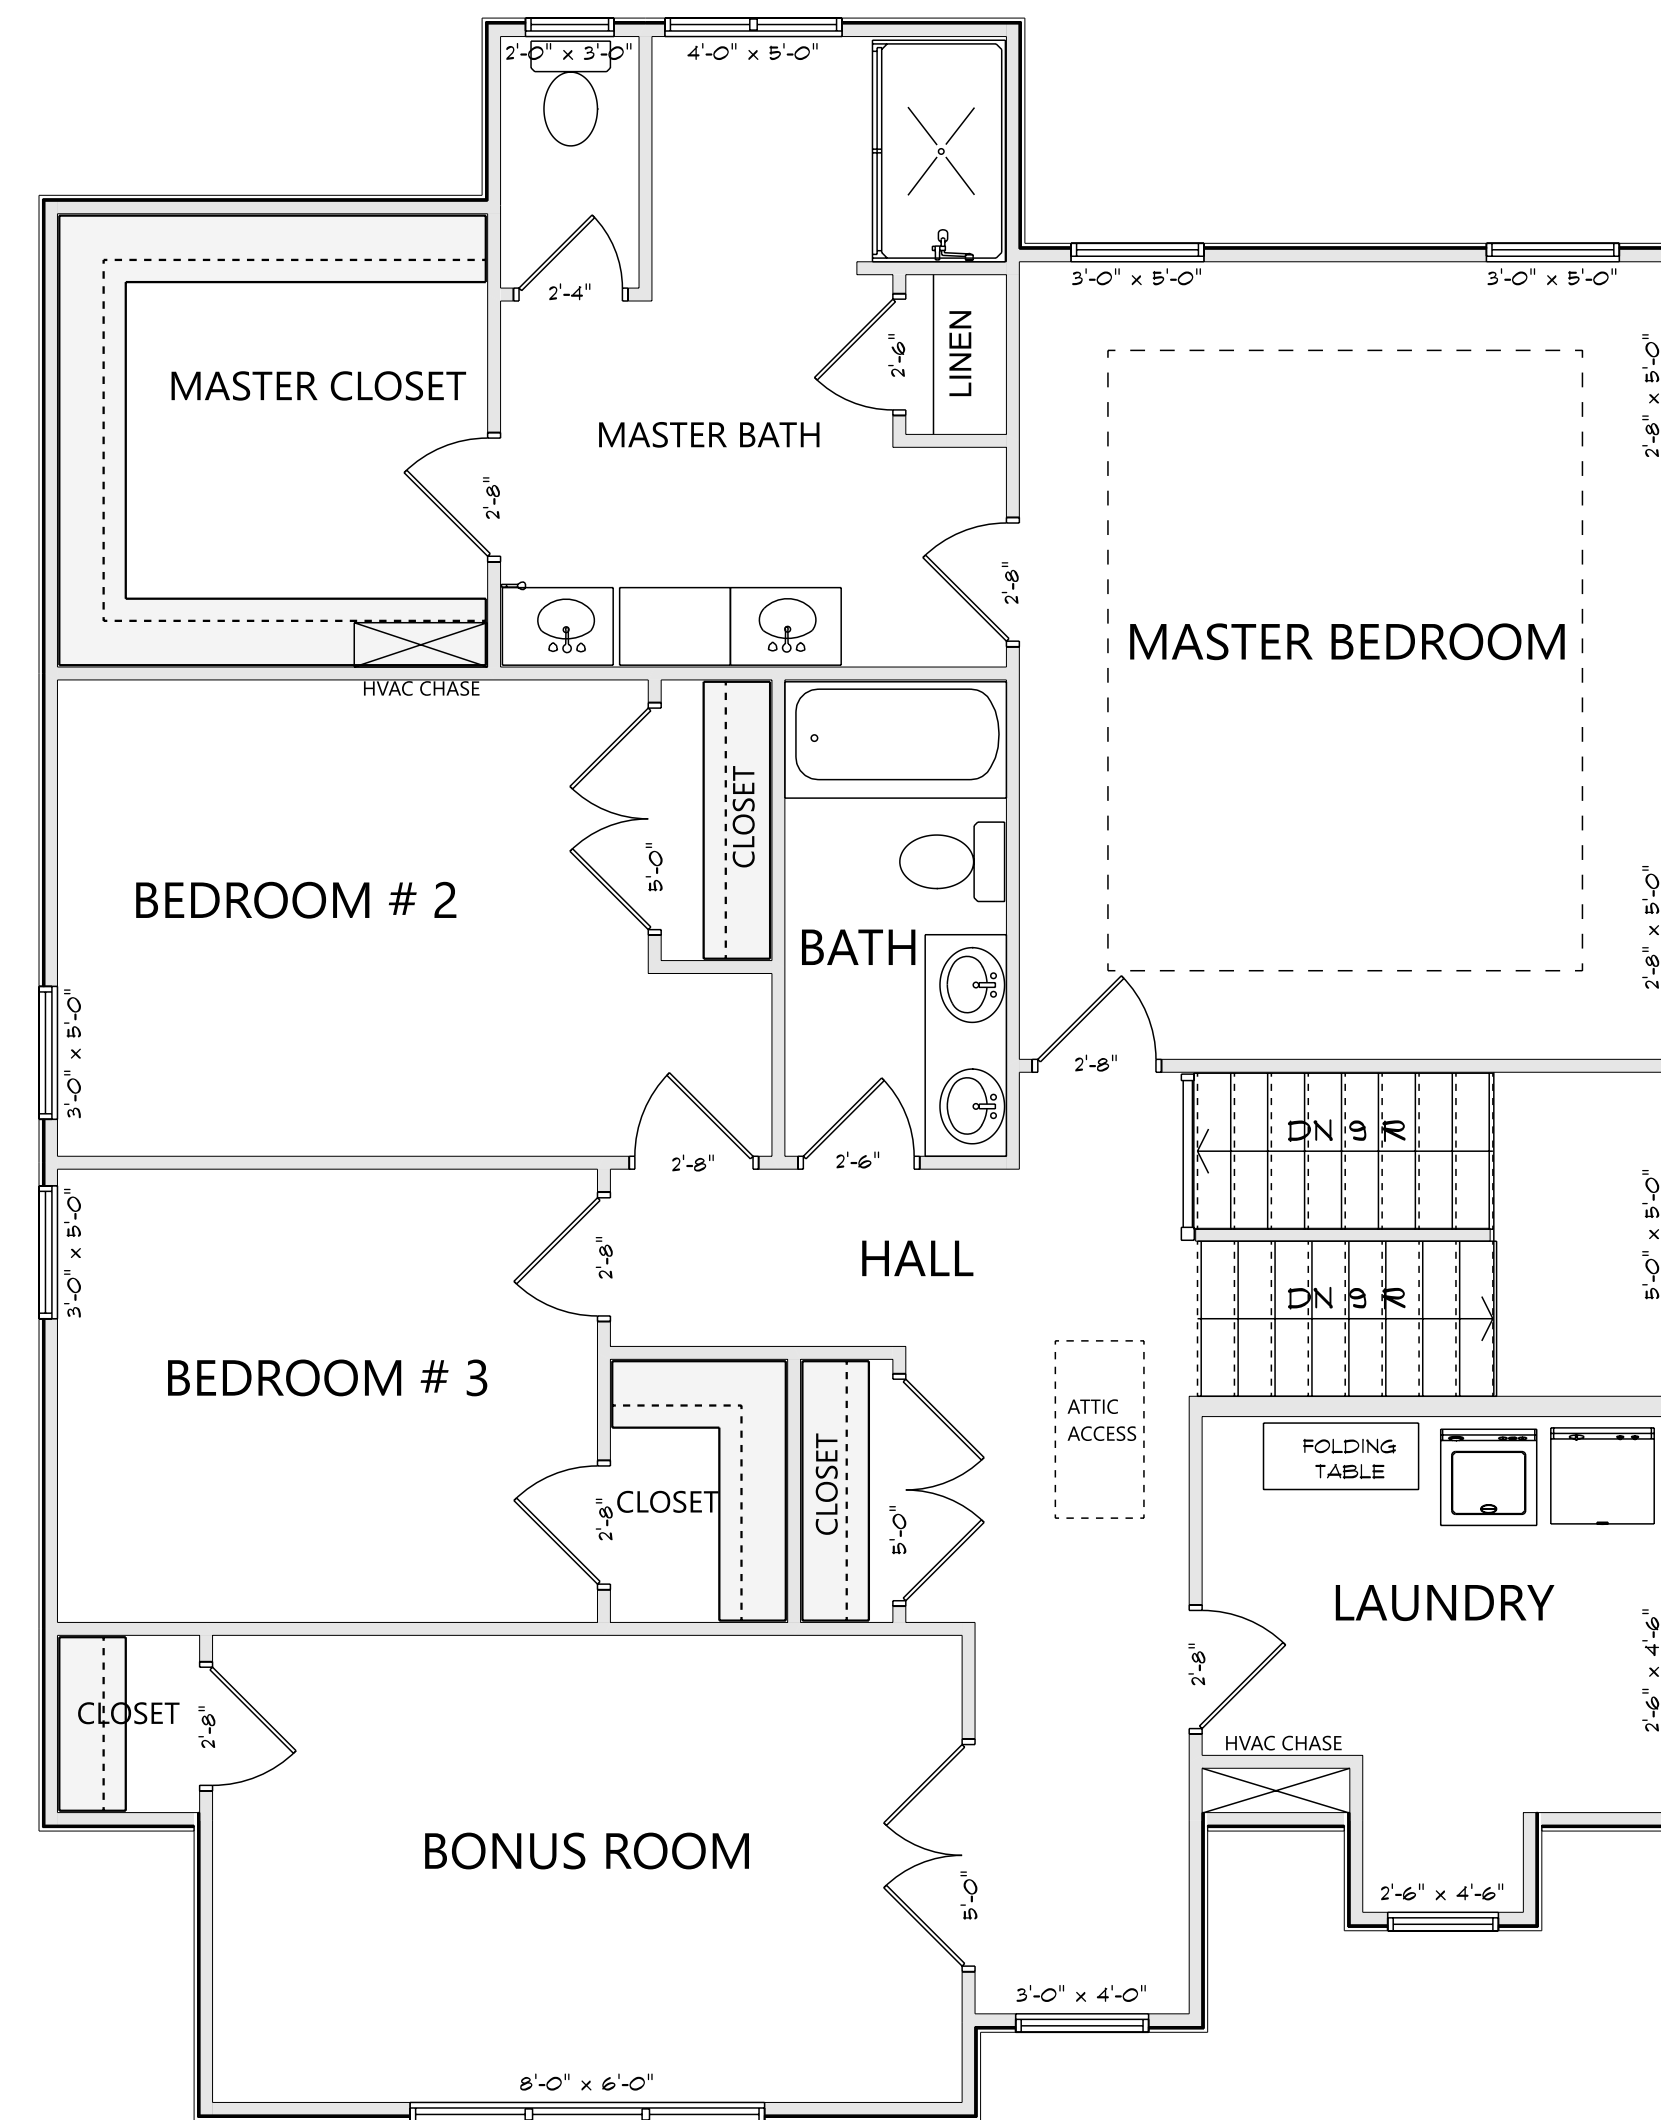 2'-0" x 3'-0"
4'-0" x 5'-0"
3'-0" x 5'-0"
3'-0" x 5'-0"
2'-4"
2'-6"
LINEN
2'-8" x 5'-0"
MASTER CLOSET
MASTER BATH
2'-8"
2'-8"
MASTER BEDROOM
HVAC CHASE
CLOSET
5'-0"
BEDROOM # 2
BATH
2'-8" x 5'-0"
3'-0" x 5'-0"
2'-8"
2'-8"
2'-6"
DN 9 R
3'-0" x 5'-0"
2'-8"
HALL
5'-0" x 5'-0"
DN 9 R
BEDROOM # 3
ATTIC
ACCESS
FOLDING
TABLE
CLOSET
2'-8"
CLOSET
5'-0"
LAUNDRY
2'-8"
2'-6" x 4'-6"
CLOSET
2'-8"
HVAC CHASE
BONUS ROOM
5'-0"
2'-6" x 4'-6"
3'-0" x 4'-0"
8'-0" x 6'-0"